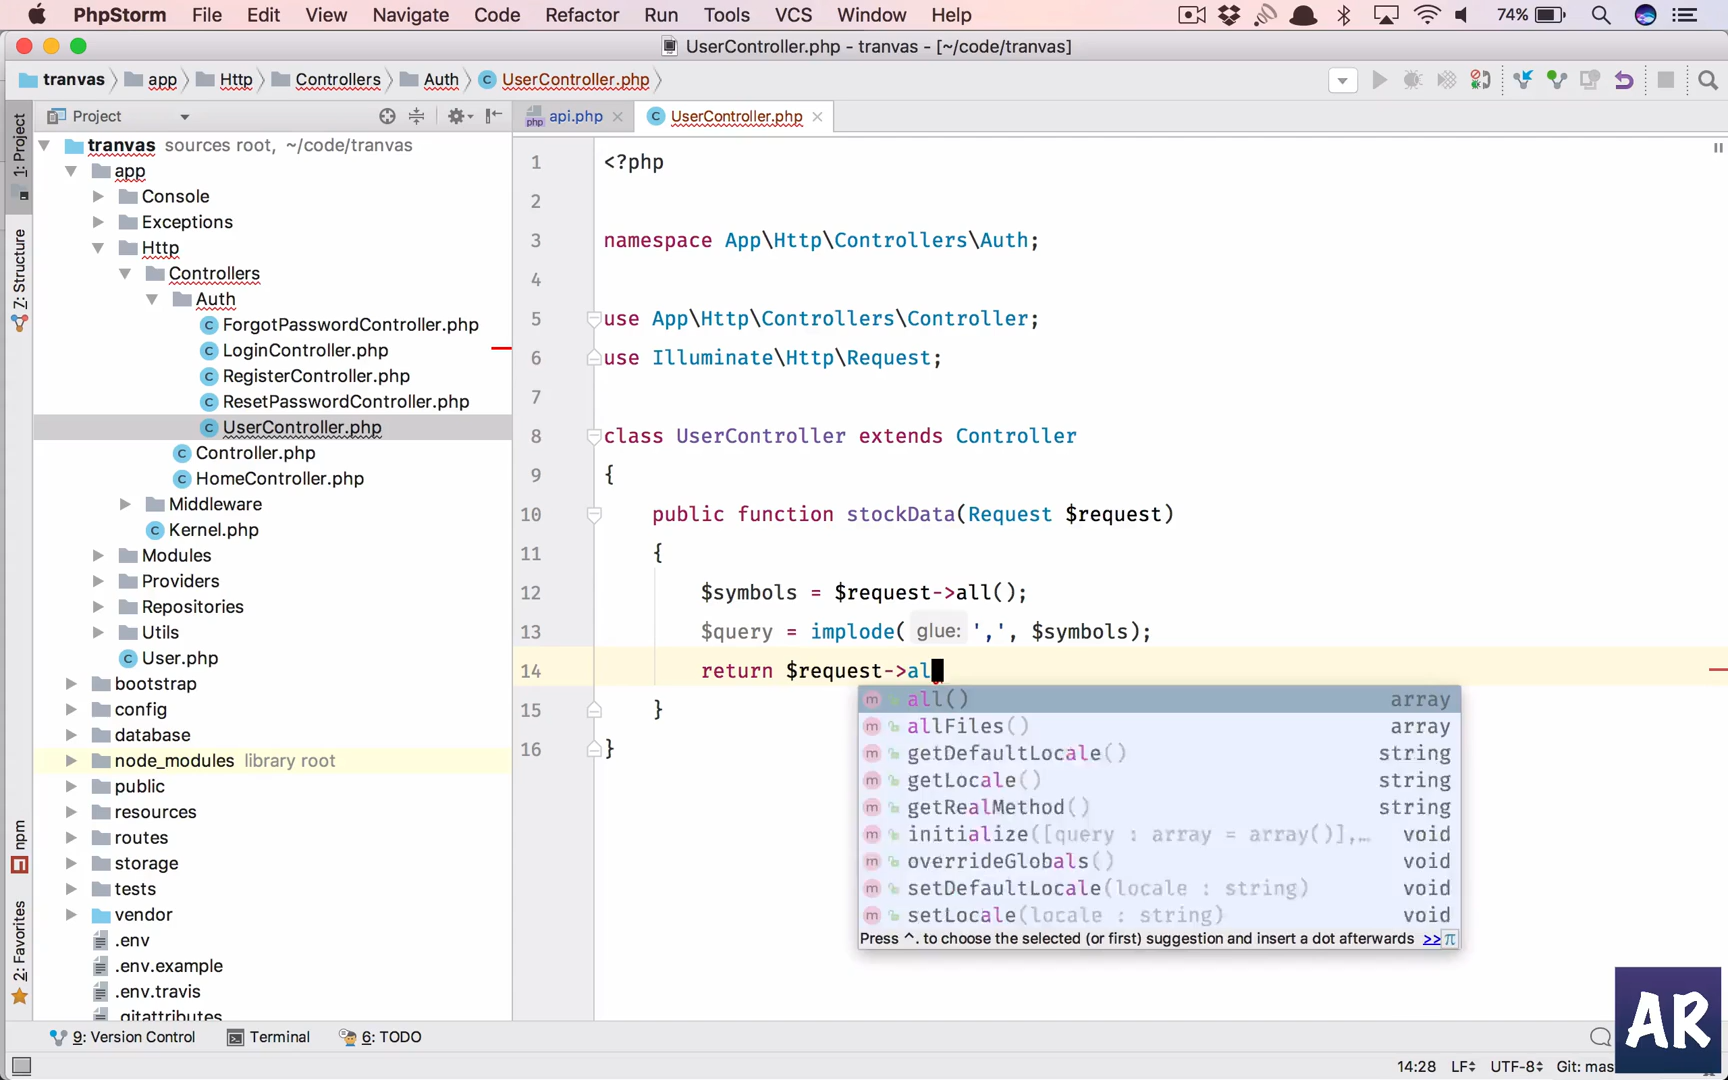 PhpStorm File Edit View Navigate Code Refactor Run Tools VCS Window Help 74%
UserController.php - tranvas - [~/code/tranvas]
tranvas app Http Controllers Auth UserController.php
Project
api.php
UserController.php
1: Project
7: Structure
npm
2: Favorites
tranvas sources root, ~/code/tranvas
app
Console
Exceptions
Http
Controllers
Auth
ForgotPasswordController.php
LoginController.php
RegisterController.php
ResetPasswordController.php
UserController.php
Controller.php
HomeController.php
Middleware
Kernel.php
Modules
Providers
Repositories
Utils
User.php
bootstrap
config
database
node_modules library root
public
resources
routes
storage
tests
vendor
.env
.env.example
.env.travis
.gitattributes
1 <?php
2
3 namespace App\Http\Controllers\Auth;
4
5 use App\Http\Controllers\Controller;
6 use Illuminate\Http\Request;
7
8 class UserController extends Controller
9 {
10 public function stockData(Request $request)
11 {
12 $symbols = $request->all();
13 $query = implode( glue: ',', $symbols);
14 return $request->al
15 }
16 }
m all() array
m allFiles() array
m getDefaultLocale() string
m getLocale() string
m getRealMethod() string
m initialize([query : array = array()],… void
m overrideGlobals() void
m setDefaultLocale(locale : string) void
m setLocale(locale : string) void
Press ^. to choose the selected (or first) suggestion and insert a dot afterwards >> π
9: Version Control Terminal 6: TODO
14:28 LF UTF-8 Git: mas
AR